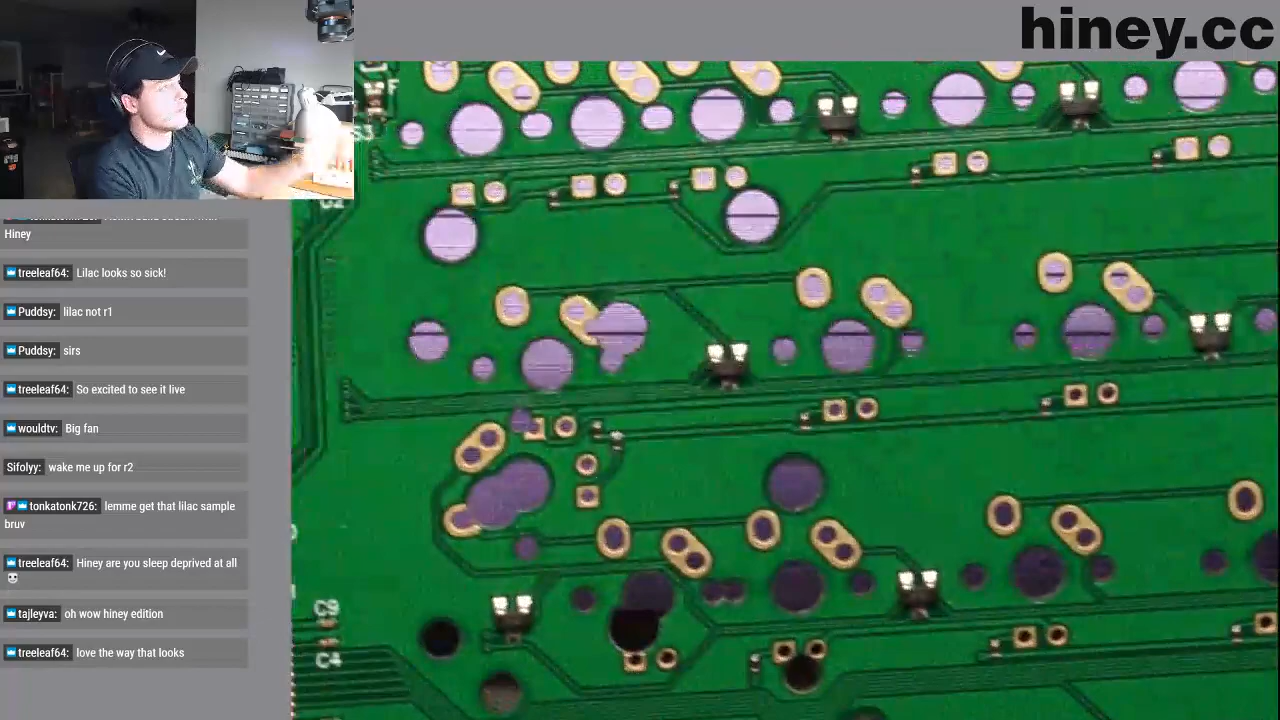 hiney.cc
F
S3
C2
Hiney
treeleaf64: Lilac looks so sick!
Puddsy: lilac not r1
Puddsy: sirs
treeleaf64: So excited to see it live
wouldtv: Big fan
Sifolyy: wake me up for r2
tonkatonk726: lemme get that lilac sample
bruv
treeleaf64: Hiney are you sleep deprived at all
tajleyva: oh wow hiney edition
treeleaf64: love the way that looks
C9
C4